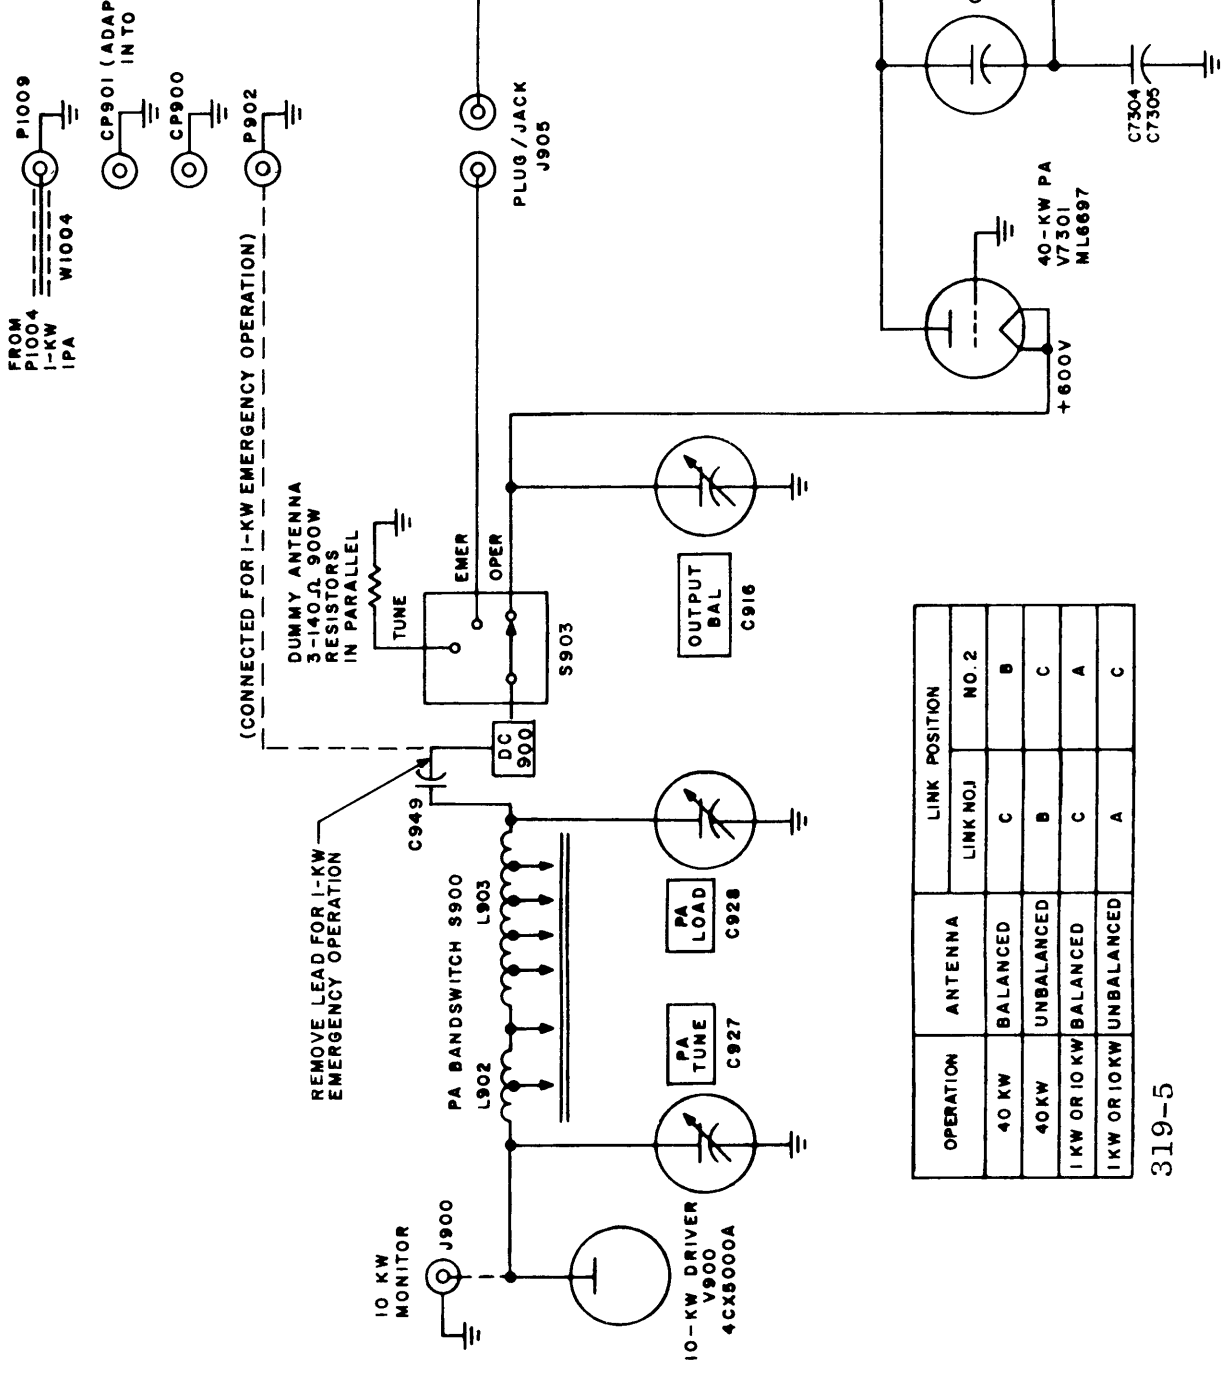 FROM
P1004
1-KW
IPA
W1004
P1009
CP901 (ADAP
INTO
CP900
P902
(CONNECTED FOR 1-KW EMERGENCY OPERATION)
PLUG/JACK
J905
DUMMY ANTENNA
3-140Ω 900W
RESISTORS
IN PARALLEL
TUNE
EMER
OPER
S903
DC
900
C949
REMOVE LEAD FOR 1-KW
EMERGENCY OPERATION
PA BANDSWITCH S900
L902
L903
10 KW
MONITOR
J900
10-KW DRIVER
V900
4CX5000A
PA
TUNE
C927
PA
LOAD
C928
OUTPUT
BAL
C916
+600V
40-KW PA
V7301
ML6697
C7304
C7305
OPERATION ANTENNA LINK POSITION
LINK NO.1 NO. 2
40 KW BALANCED C B
40KW UNBALANCED B C
1 KW OR 10 KW BALANCED C A
1 KW OR 10 KW UNBALANCED A C
319-5